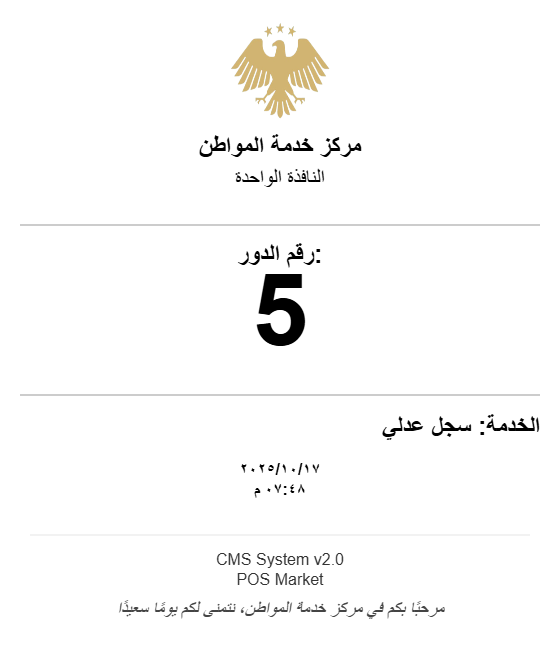 مركز خدمة المواطن
النافذة الواحدة
رقم الدور:
5
الخدمة: سجل عدلي
٢٠٢٥/١٠/١٧
٠٧:٤٨ م
CMS System v2.0
POS Market
مرحبًا بكم في مركز خدمة المواطن، نتمنى لكم يومًا سعيدًا